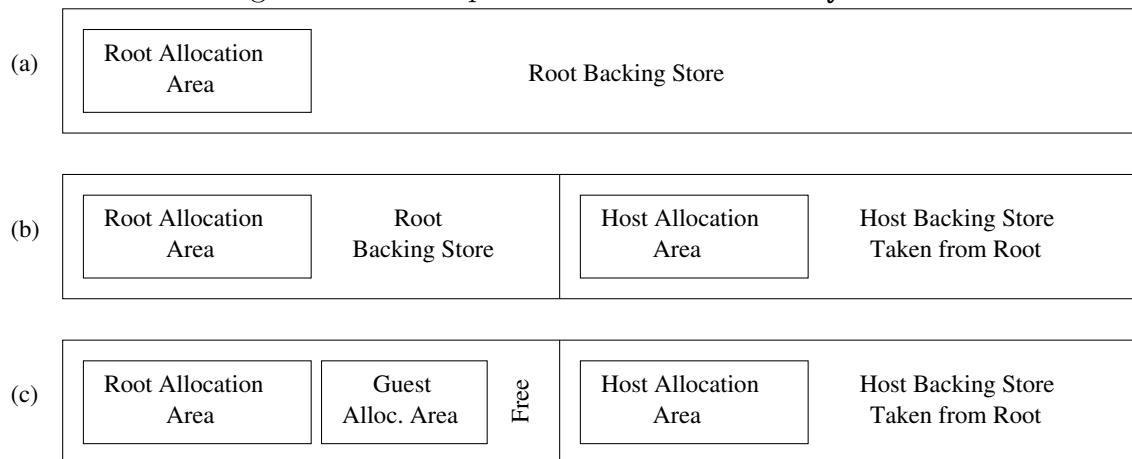 (a)
Root Allocation
Area
Root Backing Store
(b)
Root Allocation
Area
Root
Backing Store
Host Allocation
Area
Host Backing Store
Taken from Root
(c)
Root Allocation
Area
Guest
Alloc. Area
Free
Host Allocation
Area
Host Backing Store
Taken from Root